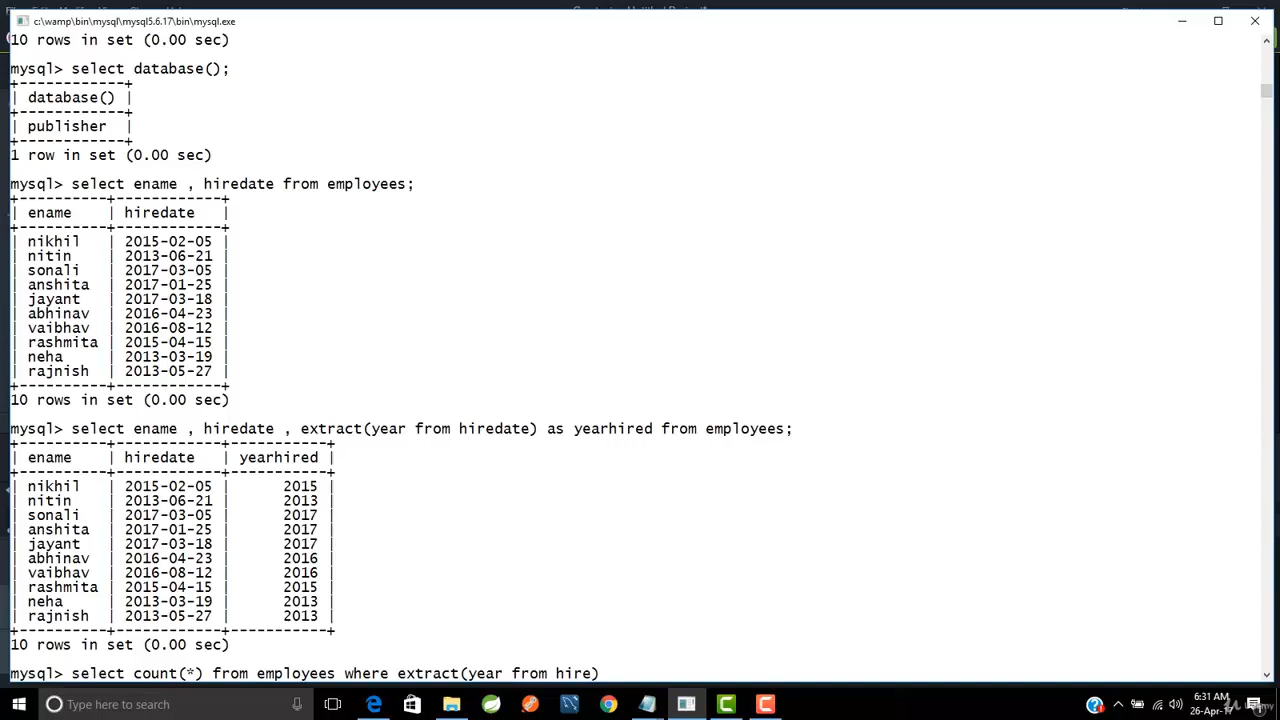 c:\wamp\bin\mysql\mysql5.6.17\bin\mysql.exe
10 rows in set (0.00 sec)
mysql> select database();
+------------+
| database() |
+------------+
| publisher  |
+------------+
1 row in set (0.00 sec)
mysql> select ename , hiredate from employees;
+----------+------------+
| ename    | hiredate   |
+----------+------------+
| nikhil   | 2015-02-05 |
| nitin    | 2013-06-21 |
| sonali   | 2017-03-05 |
| anshita  | 2017-01-25 |
| jayant   | 2017-03-18 |
| abhinav  | 2016-04-23 |
| vaibhav  | 2016-08-12 |
| rashmita | 2015-04-15 |
| neha     | 2013-03-19 |
| rajnish  | 2013-05-27 |
+----------+------------+
10 rows in set (0.00 sec)
mysql> select ename , hiredate , extract(year from hiredate) as yearhired from employees;
+----------+------------+-----------+
| ename    | hiredate   | yearhired |
+----------+------------+-----------+
| nikhil   | 2015-02-05 |      2015 |
| nitin    | 2013-06-21 |      2013 |
| sonali   | 2017-03-05 |      2017 |
| anshita  | 2017-01-25 |      2017 |
| jayant   | 2017-03-18 |      2017 |
| abhinav  | 2016-04-23 |      2016 |
| vaibhav  | 2016-08-12 |      2016 |
| rashmita | 2015-04-15 |      2015 |
| neha     | 2013-03-19 |      2013 |
| rajnish  | 2013-05-27 |      2013 |
+----------+------------+-----------+
10 rows in set (0.00 sec)
mysql> select count(*) from employees where extract(year from hire)
Type here to search
6:31 AM
26-Apr-17
Udemy